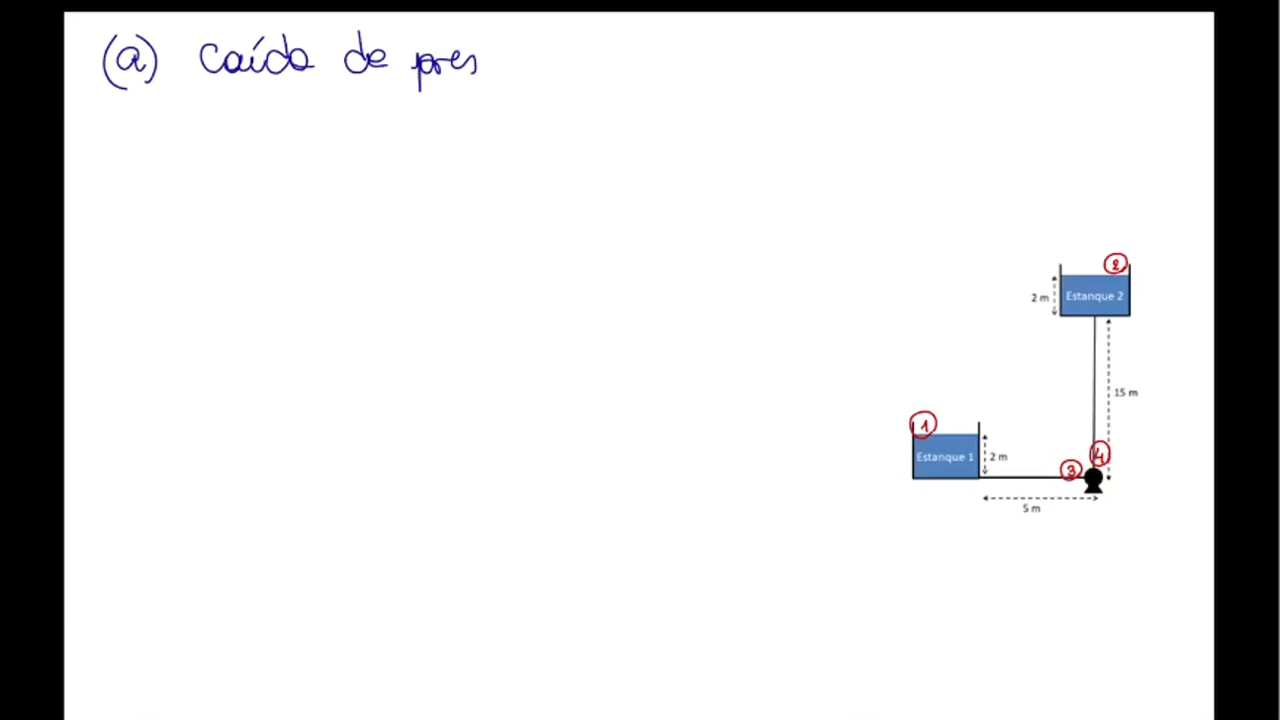 (a) caída de pres
2
2 m
Estanque 2
15 m
1
Estanque 1
2 m
3
4
5 m